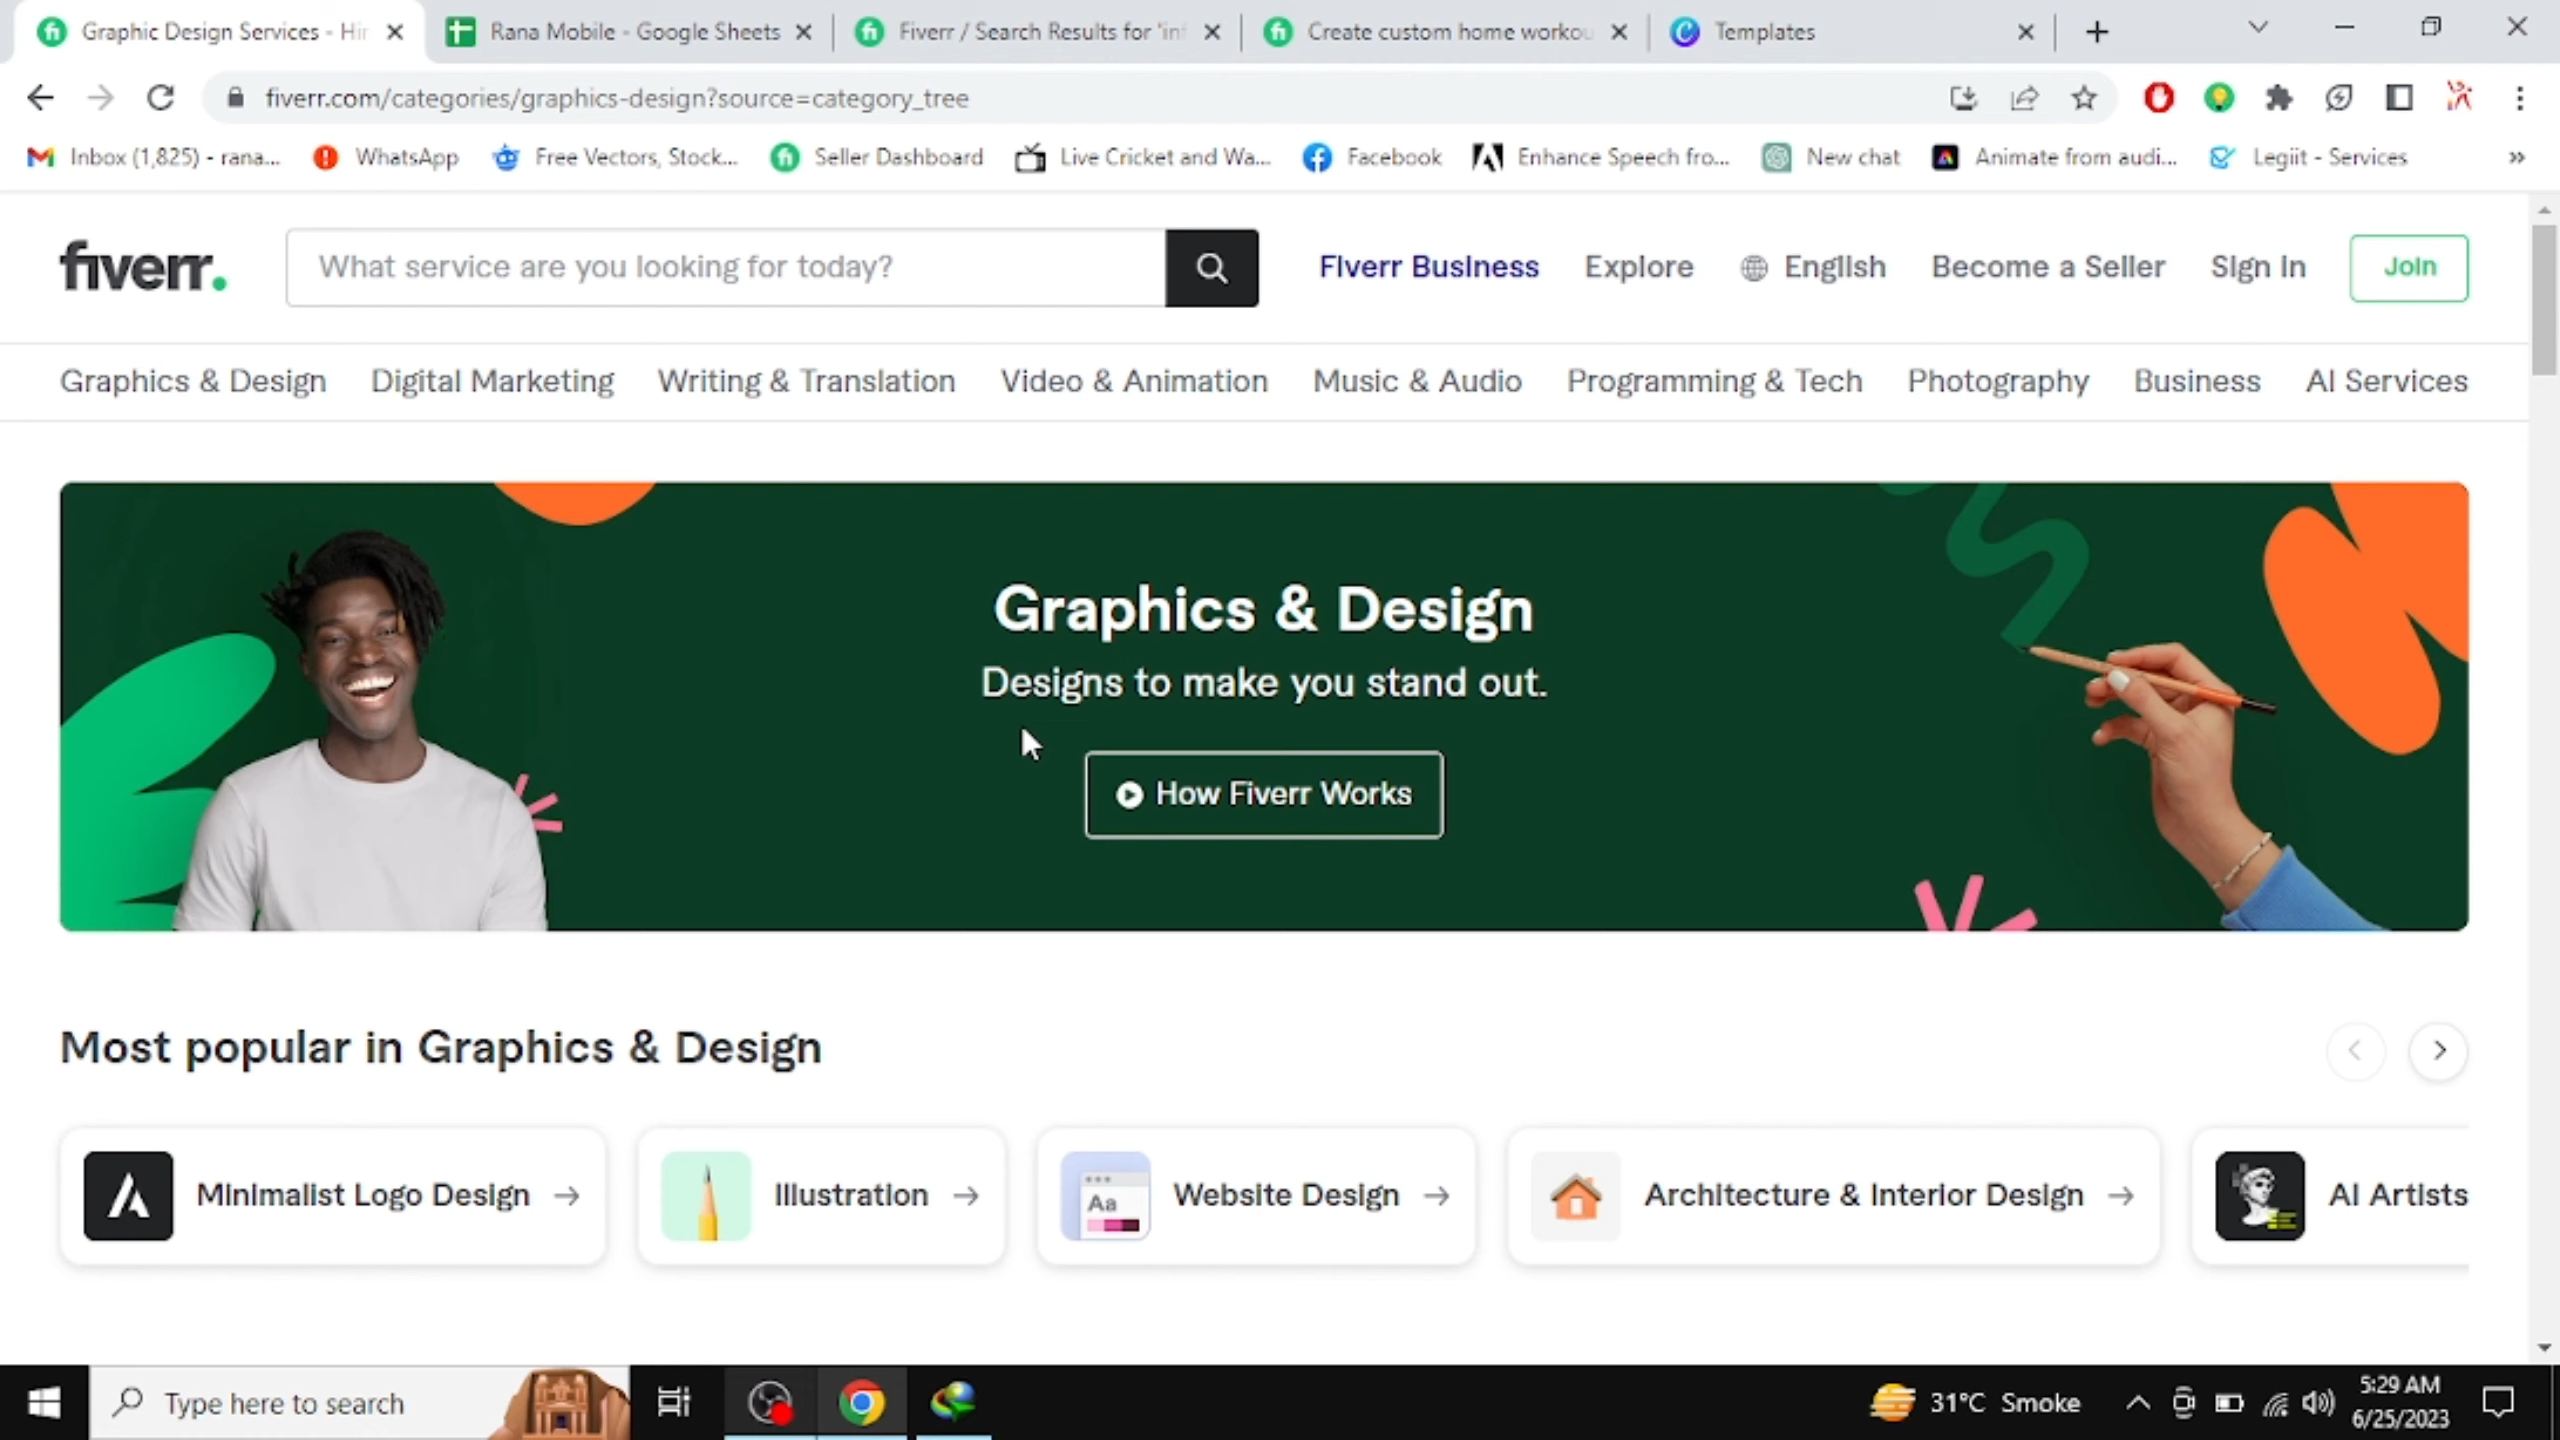 Graphic Design Services - Hir
Rana Mobile - Google Sheets
Fiverr / Search Results for 'inf
Create custom home workou
Templates
fiverr.com/categories/graphics-design?source=category_tree
Inbox (1,825) - rana...
WhatsApp
Free Vectors, Stock...
Seller Dashboard
Live Cricket and Wa...
Facebook
Enhance Speech fro...
New chat
Animate from audi...
Legiit - Services
fiverr.
What service are you looking for today?
Fiverr Business
Explore
English
Become a Seller
Sign in
Join
Graphics & Design
Digital Marketing
Writing & Translation
Video & Animation
Music & Audio
Programming & Tech
Photography
Business
AI Services
Graphics & Design
Designs to make you stand out.
How Fiverr Works
Most popular in Graphics & Design
Minimalist Logo Design
Illustration
Aa
Website Design
Architecture & Interior Design
AI Artists
Type here to search
31°C Smoke
5:29 AM
6/25/2023